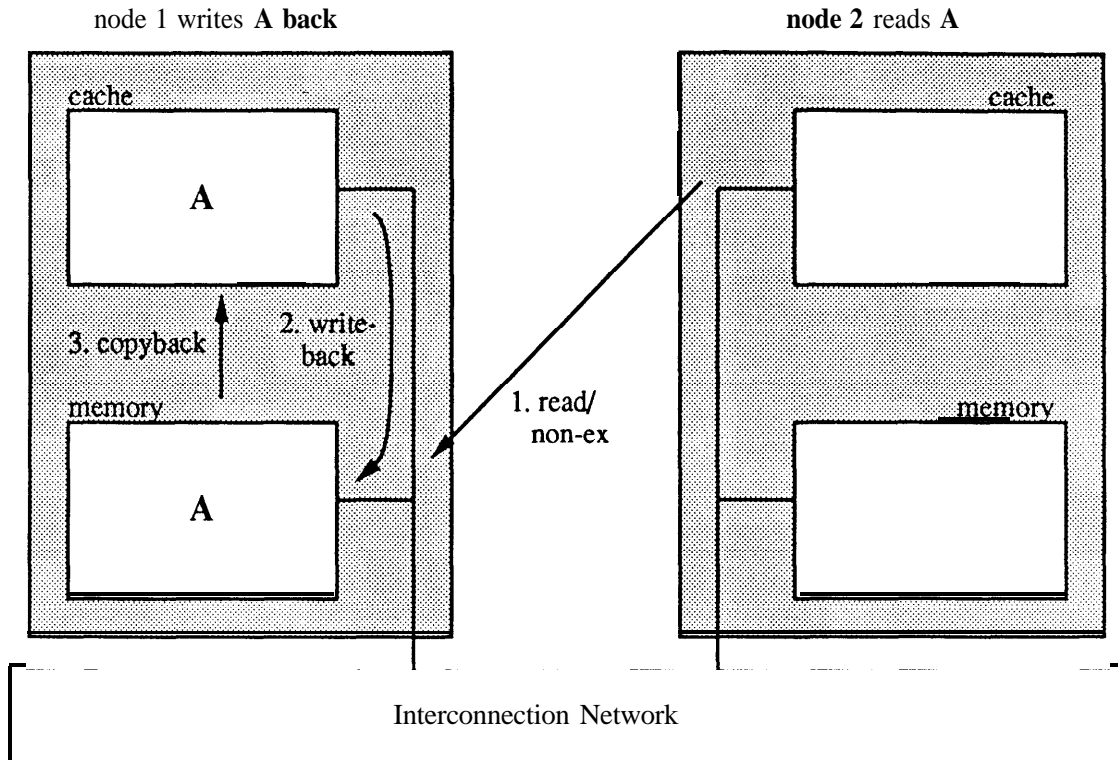 node 1 writes A back
node 2 reads A
cache
cache
A
3. copyback
2. write-
back
1. read/
non-ex
memory
memory
A
Interconnection Network